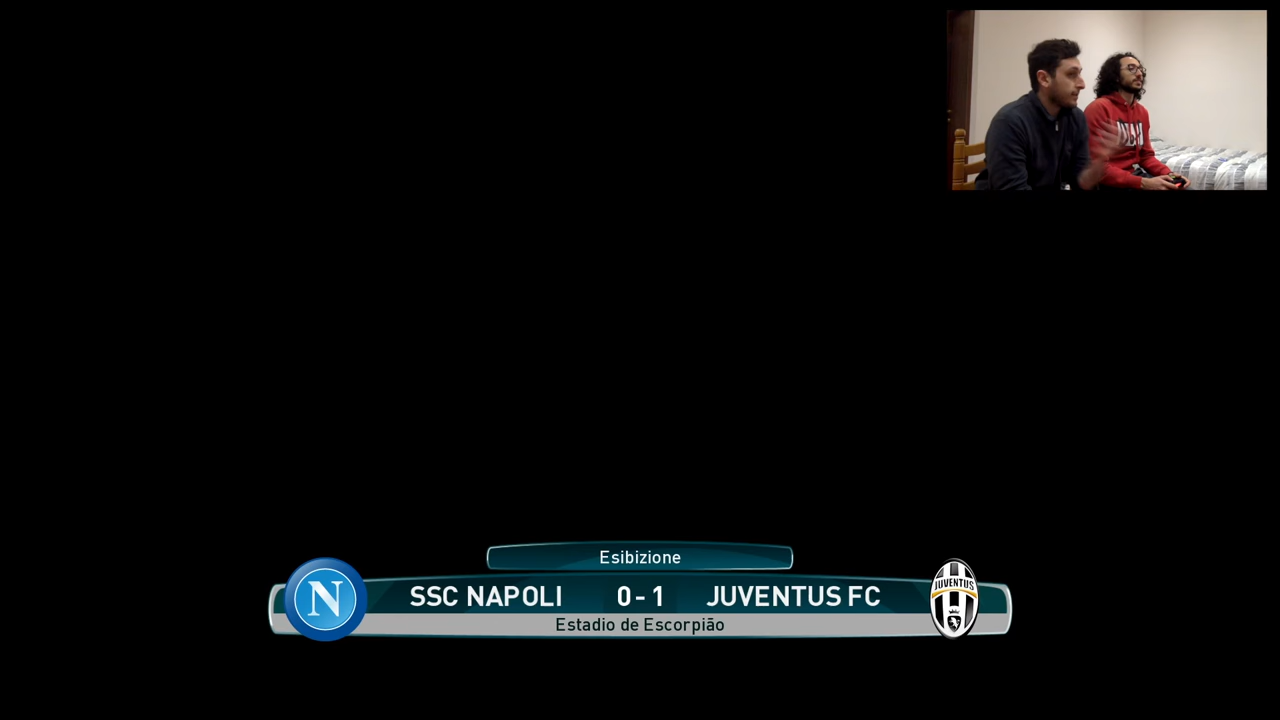 Esibizione
N
SSC NAPOLI 0 - 1 JUVENTUS FC
JUVENTUS
Estadio de Escorpião